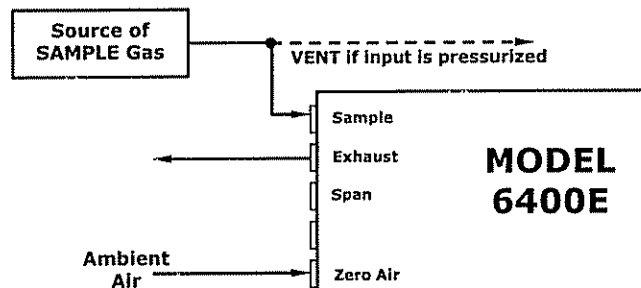 Source of
SAMPLE Gas
VENT if input is pressurized
Sample
Exhaust
Span
MODEL
6400E
Ambient
Air
Zero Air